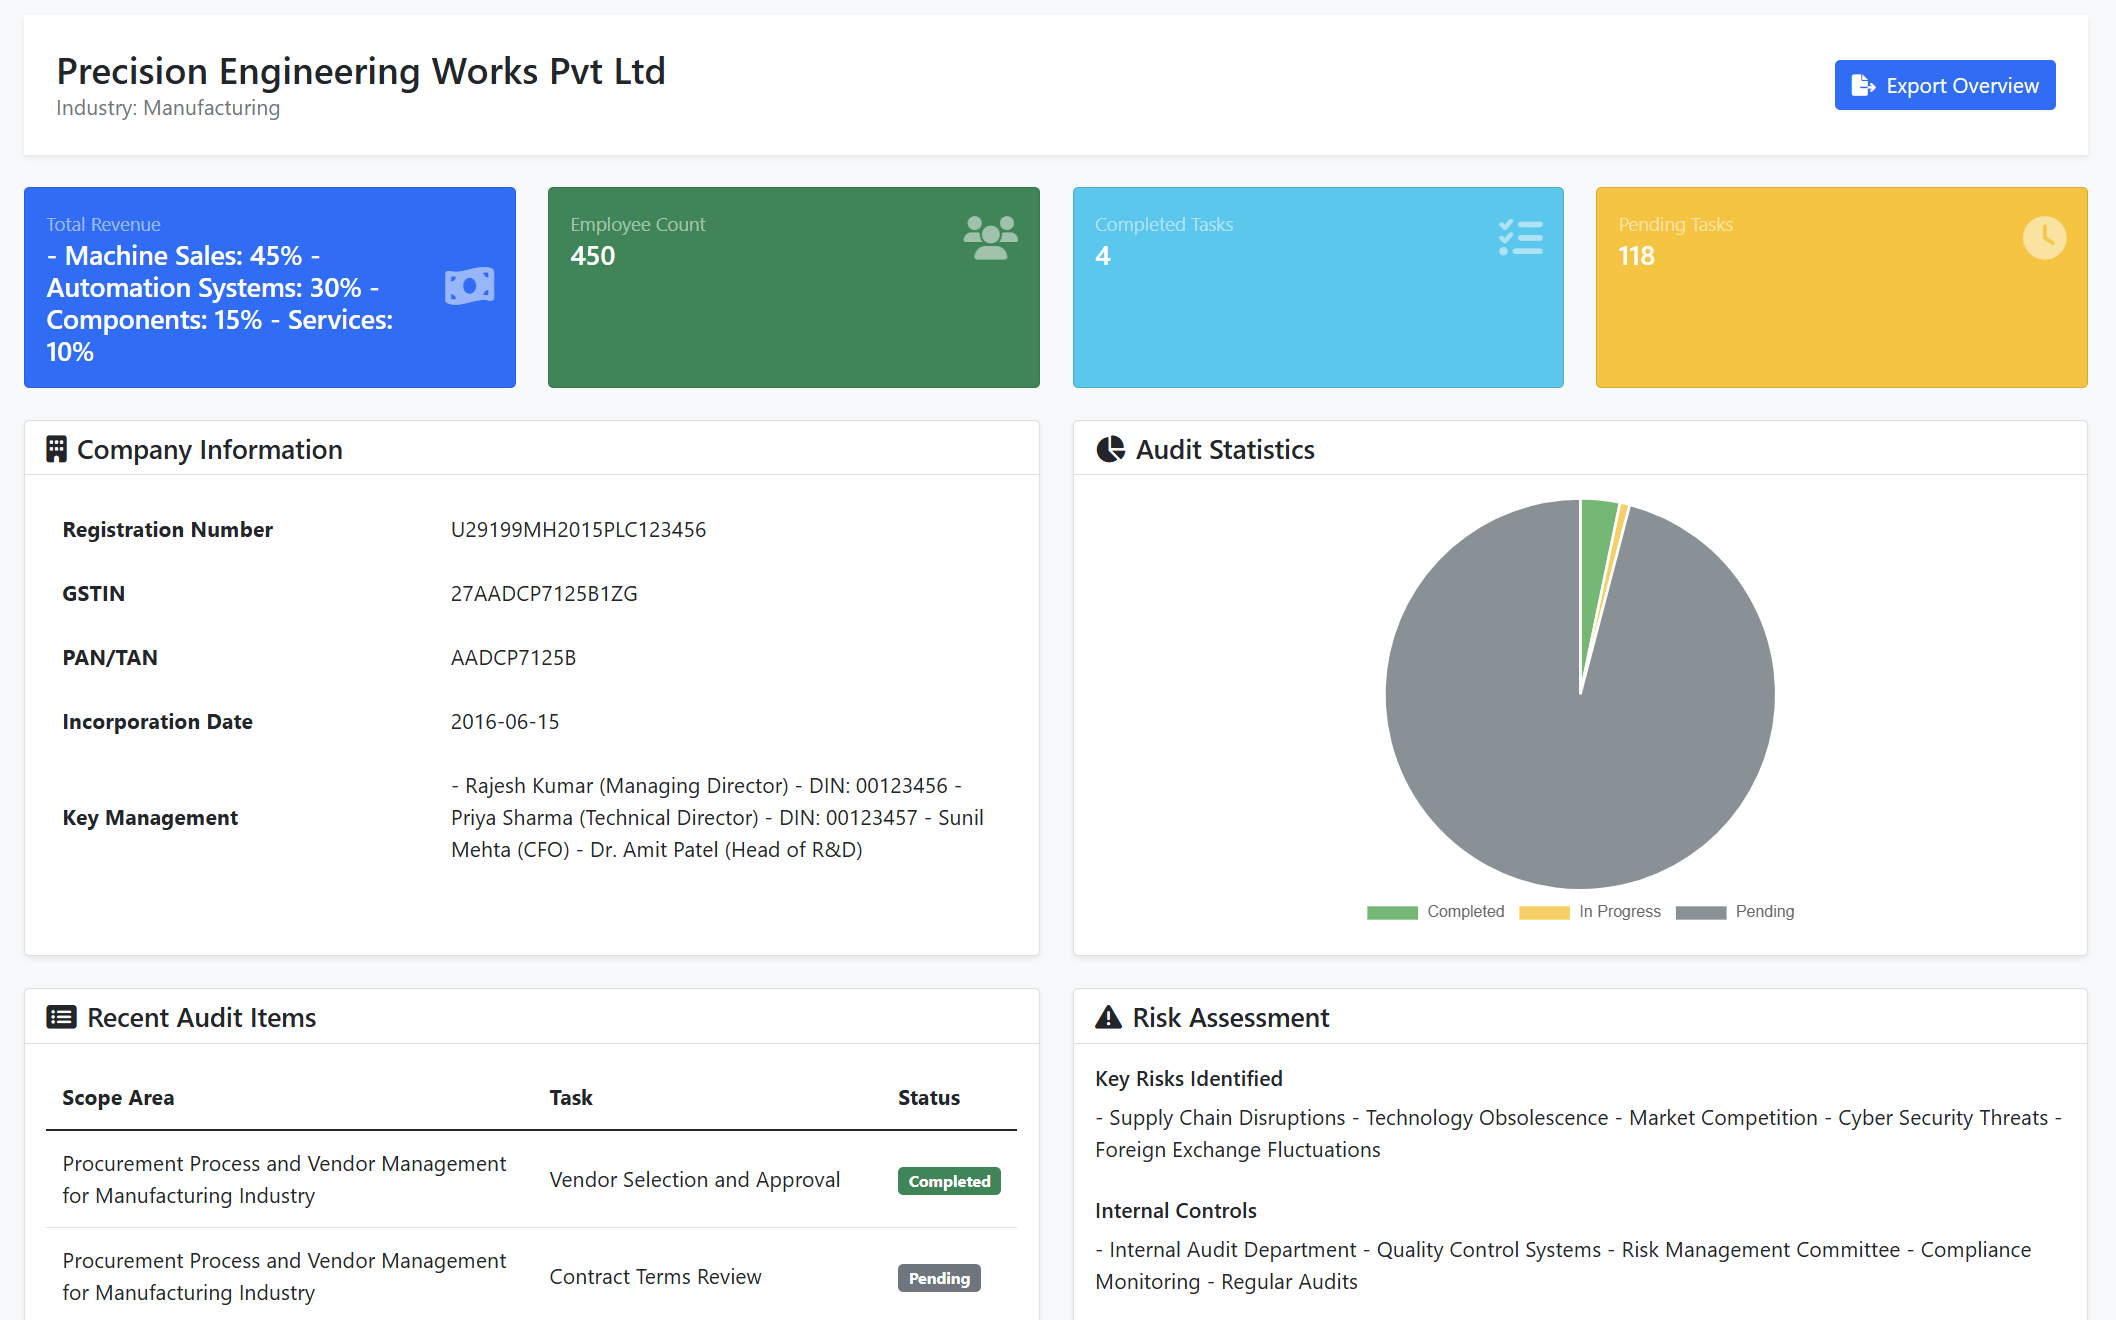 Precision Engineering Works Pvt Ltd
Industry: Manufacturing
Export Overview
Total Revenue
- Machine Sales: 45% -
Automation Systems: 30% -
Components: 15% - Services:
10%
Employee Count
450
Completed Tasks
4
Pending Tasks
118
Company Information
Registration Number U29199MH2015PLC123456
GSTIN 27AADCP7125B1ZG
PAN/TAN AADCP7125B
Incorporation Date 2016-06-15
Key Management
- Rajesh Kumar (Managing Director) - DIN: 00123456 -
Priya Sharma (Technical Director) - DIN: 00123457 - Sunil
Mehta (CFO) - Dr. Amit Patel (Head of R&D)
Audit Statistics
Completed In Progress Pending
Recent Audit Items
Scope Area Task Status
Procurement Process and Vendor Management
for Manufacturing Industry
Vendor Selection and Approval
Completed
Procurement Process and Vendor Management
for Manufacturing Industry
Contract Terms Review
Pending
Risk Assessment
Key Risks Identified
- Supply Chain Disruptions - Technology Obsolescence - Market Competition - Cyber Security Threats -
Foreign Exchange Fluctuations
Internal Controls
- Internal Audit Department - Quality Control Systems - Risk Management Committee - Compliance
Monitoring - Regular Audits